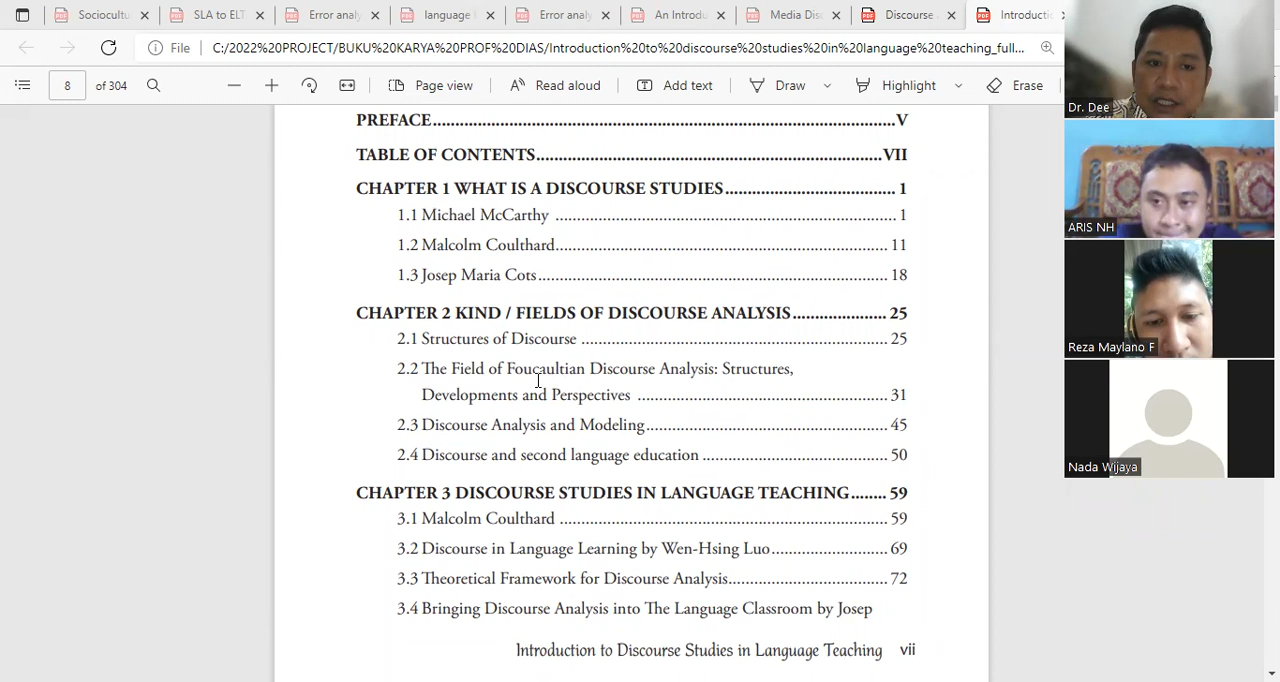 Sociocultu
SLA to ELT
Error analy
language l
Error analy
An Introdu
Media Disc
Discourse
Introductio
File
C:/2022%20PROJECT/BUKU%20KARYA%20PROF%20DIAS/Introduction%20to%20discourse%20studies%20in%20language%20teaching_full...
8 of 304
Page view
Read aloud
Add text
Draw
Highlight
Erase
PREFACE..........V
TABLE OF CONTENTS..........VII
CHAPTER 1 WHAT IS A DISCOURSE STUDIES..........1
1.1 Michael McCarthy ..........1
1.2 Malcolm Coulthard..........11
1.3 Josep Maria Cots..........18
CHAPTER 2 KIND / FIELDS OF DISCOURSE ANALYSIS..........25
2.1 Structures of Discourse ..........25
2.2 The Field of Foucaultian Discourse Analysis: Structures,
Developments and Perspectives ..........31
2.3 Discourse Analysis and Modeling..........45
2.4 Discourse and second language education ..........50
CHAPTER 3 DISCOURSE STUDIES IN LANGUAGE TEACHING........59
3.1 Malcolm Coulthard ..........59
3.2 Discourse in Language Learning by Wen-Hsing Luo..........69
3.3 Theoretical Framework for Discourse Analysis..........72
3.4 Bringing Discourse Analysis into The Language Classroom by Josep
Introduction to Discourse Studies in Language Teaching vii
Dr. Dee
ARIS NH
Reza Maylano F
Nada Wijaya